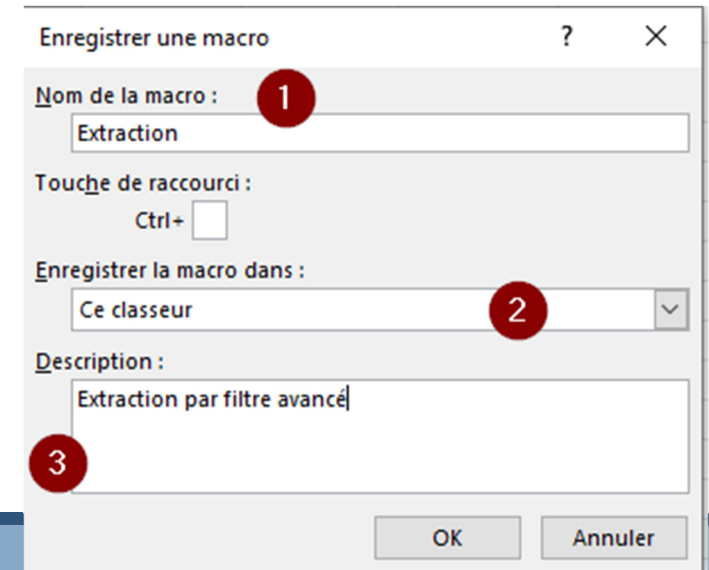 Enregistrer une macro ? ×
Nom de la macro : 1
Extraction
Touche de raccourci :
Ctrl+
Enregistrer la macro dans :
Ce classeur 2
Description :
Extraction par filtre avancé
3
OK Annuler